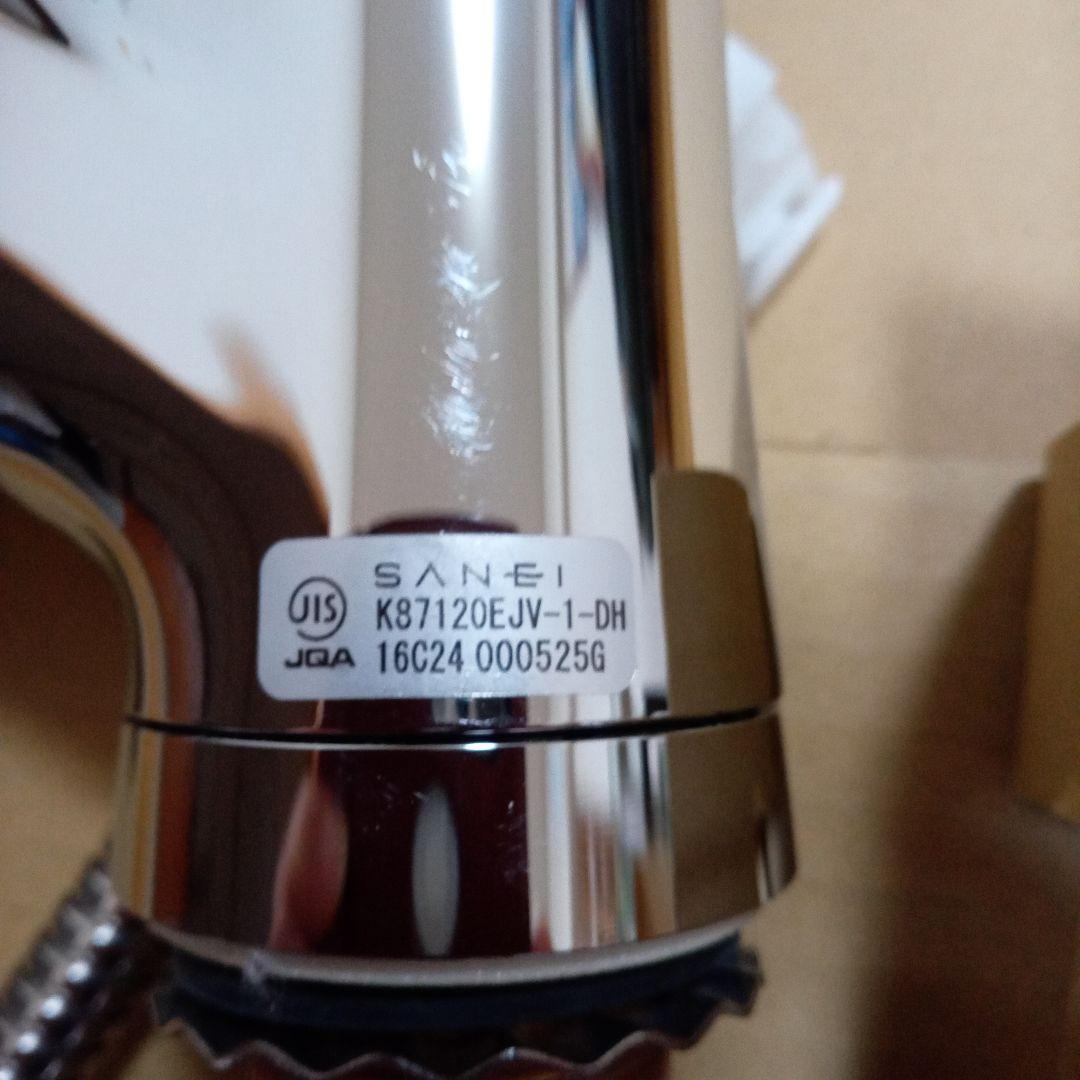 SANEI
JIS K87120EJV-1-DH
JQA 16C24 000525G